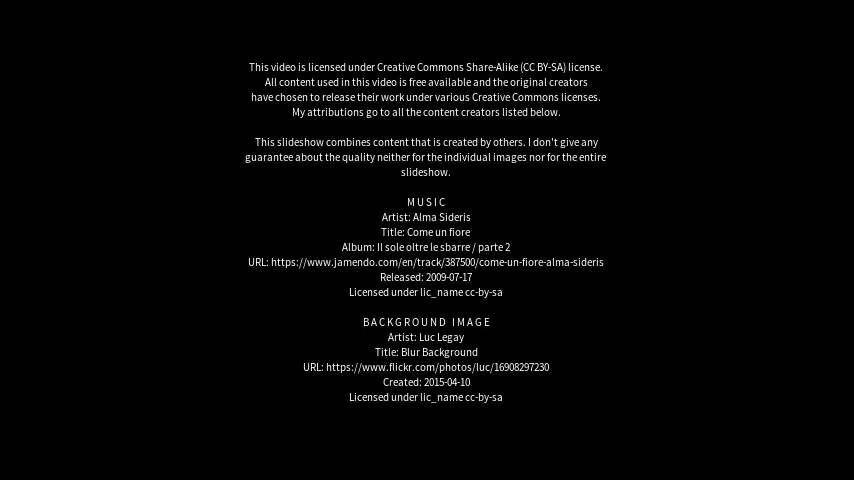 This video is licensed under Creative Commons Share-Alike (CC BY-SA) license.
All content used in this video is free available and the original creators
have chosen to release their work under various Creative Commons licenses.
My attributions go to all the content creators listed below.
This slideshow combines content that is created by others. I don't give any
guarantee about the quality neither for the individual images nor for the entire
slideshow.
MUSIC
Artist: Alma Sideris
Title: Come un fiore
Album: Il sole oltre le sbarre / parte 2
URL: https://www.jamendo.com/en/track/387500/come-un-fiore-alma-sideris
Released: 2009-07-17
Licensed under lic_name cc-by-sa
BACKGROUND IMAGE
Artist: Luc Legay
Title: Blur Background
URL: https://www.flickr.com/photos/luc/16908297230
Created: 2015-04-10
Licensed under lic_name cc-by-sa